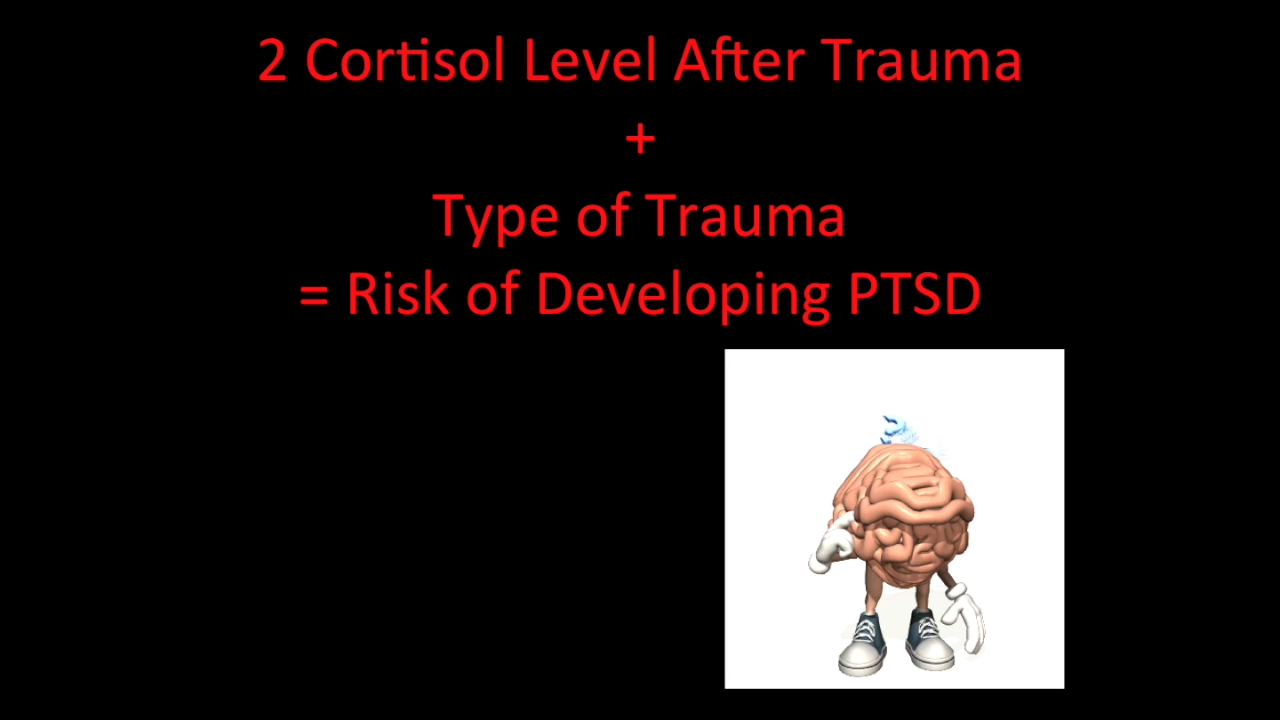 2 Cortisol Level After Trauma
+
Type of Trauma
= Risk of Developing PTSD